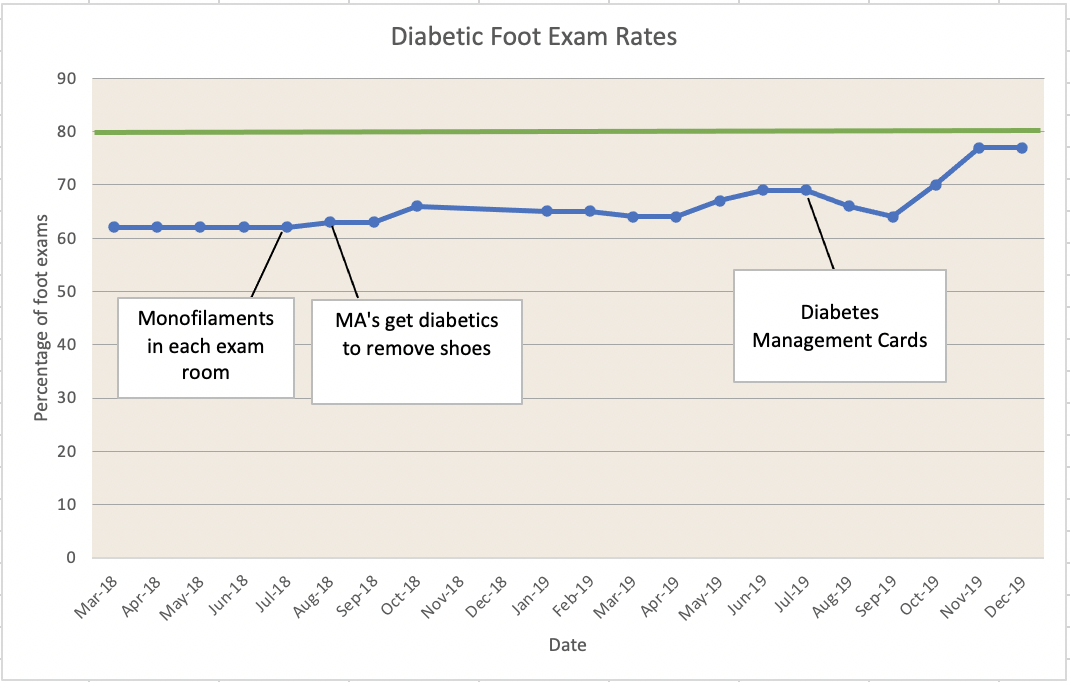 Diabetic Foot Exam Rates
90
80
70
60
50
40
30
20
10
0
Percentage of foot exams
Monofilaments
in each exam
room
MA's get diabetics
to remove shoes
Diabetes
Management Cards
Mar-18
Apr-18
May-18
Jun-18
Jul-18
Aug-18
Sep-18
Oct-18
Nov-18
Dec-18
Jan-19
Feb-19
Mar-19
Apr-19
May-19
Jun-19
Jul-19
Aug-19
Sep-19
Oct-19
Nov-19
Dec-19
Date